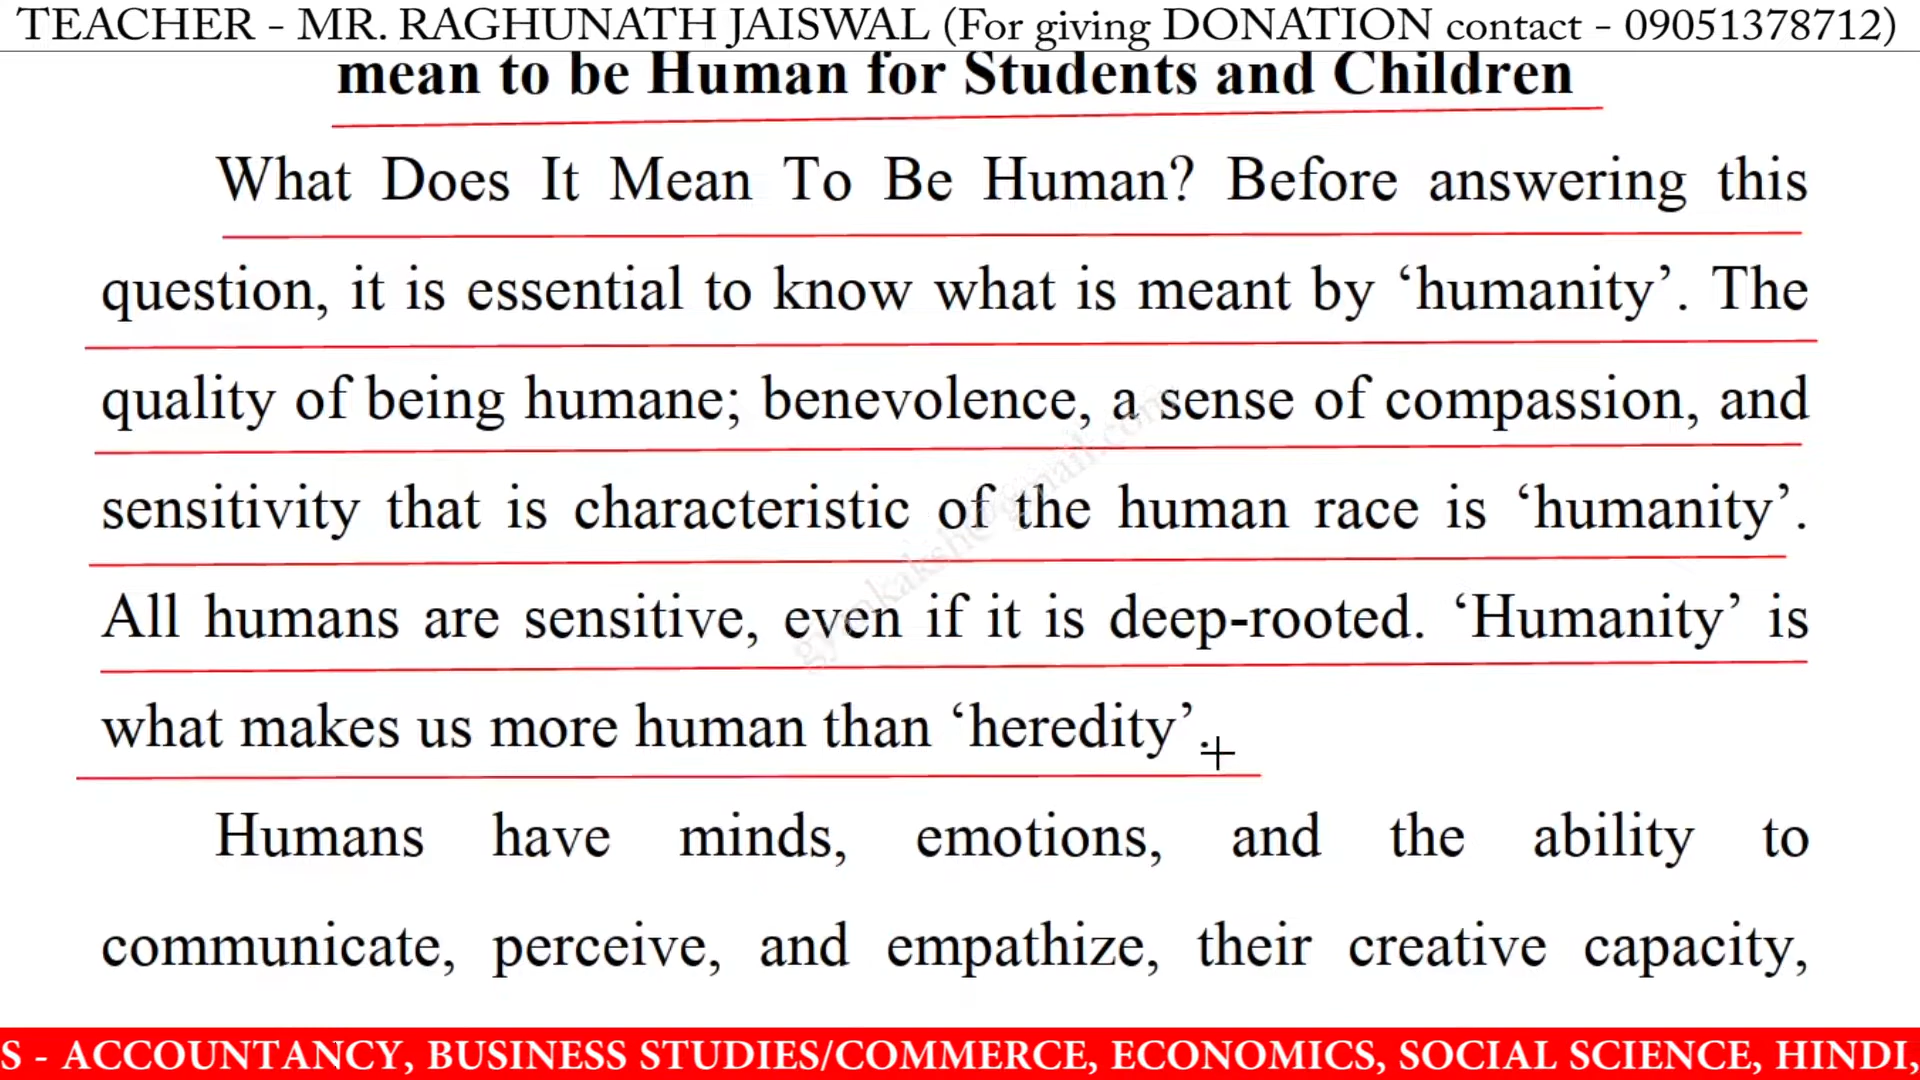 TEACHER - MR. RAGHUNATH JAISWAL (For giving DONATION contact - 09051378712)
mean to be Human for Students and Children
What Does It Mean To Be Human? Before answering this
question, it is essential to know what is meant by ‘humanity’. The
quality of being humane; benevolence, a sense of compassion, and
sensitivity that is characteristic of the human race is ‘humanity’.
All humans are sensitive, even if it is deep-rooted. ‘Humanity’ is
what makes us more human than ‘heredity’.
Humans have minds, emotions, and the ability to
communicate, perceive, and empathize, their creative capacity,
S - ACCOUNTANCY, BUSINESS STUDIES/COMMERCE, ECONOMICS, SOCIAL SCIENCE, HINDI,